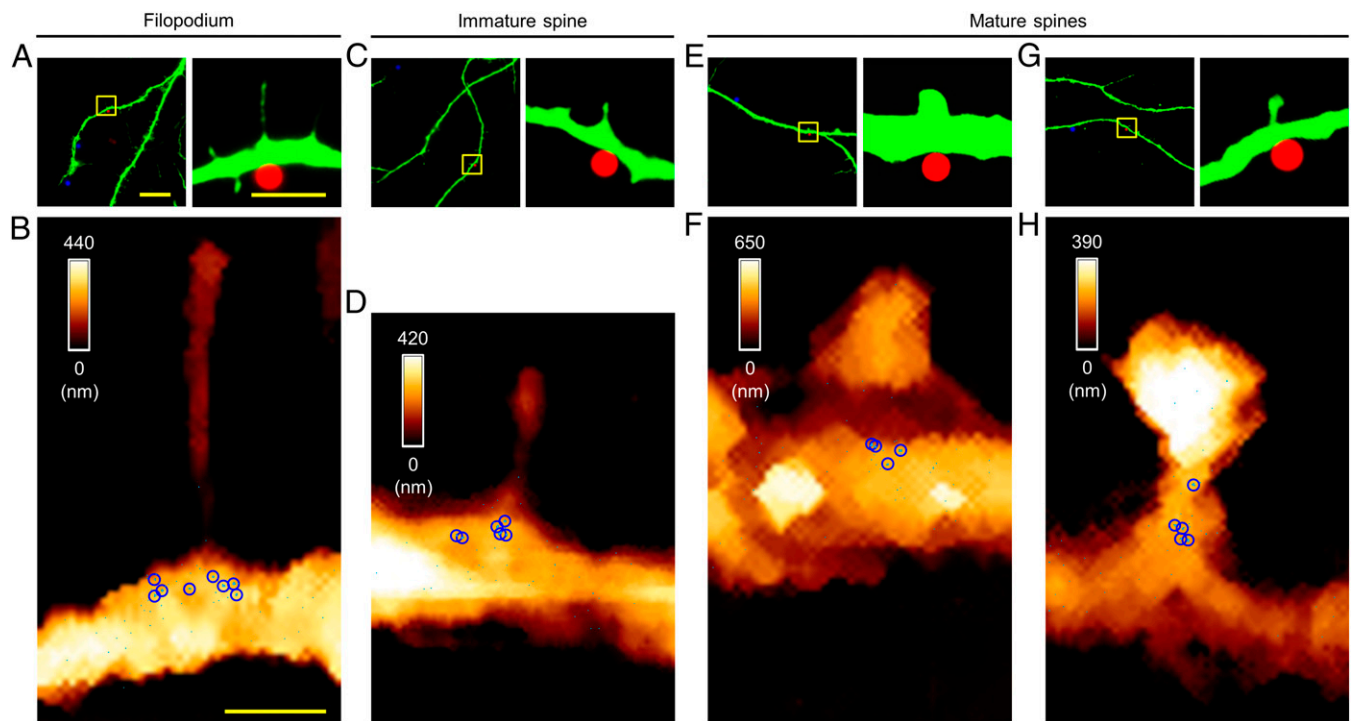 Filopodium
Immature spine
Mature spines
A
C
E
G
B
440
0
(nm)
D
420
0
(nm)
F
650
0
(nm)
H
390
0
(nm)